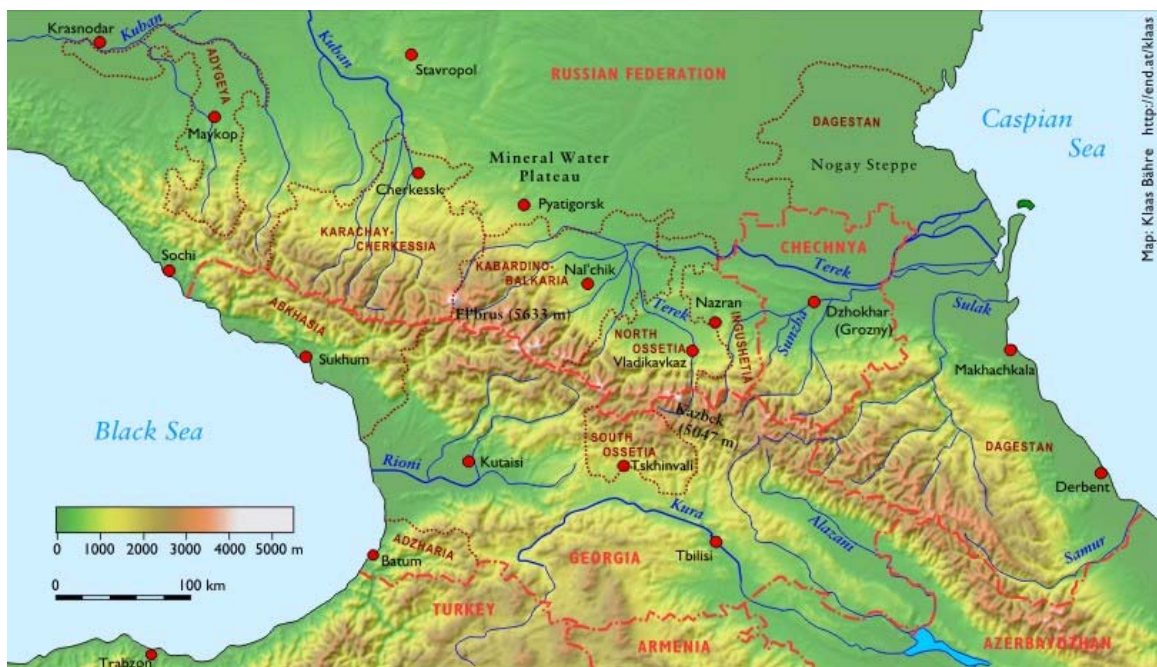 Krasnodar
Kuban
Kuban
Stavropol
ADYGEYA
Maykop
RUSSIAN FEDERATION
DAGESTAN
Nogay Steppe
Caspian
Sea
Map: Klaas Bähre http://end.at/klaas
Mineral Water
Plateau
Cherkessk
Pyatigorsk
KARACHAY-
CHERKESSIA
Sochi
KABARDINO-
BALKARIA
Nal'chik
CHECHNYA
Terek
Terek
El'brus (5633 m)
Nazran
Sunzha
Dzhokhar
(Grozny)
Sulak
ABKHASIA
Sukhum
NORTH
OSSETIA
INGUSHETIA
Vladikavkaz
Makhachkala
Kazbek
(5047 m)
Black Sea
SOUTH
OSSETIA
Tskhinvali
DAGESTAN
Rioni
Kutaisi
Derbent
Kura
Alazani
Samur
0 1000 2000 3000 4000 5000 m
0 100 km
ADZHARIA
Batum
GEORGIA
Tbilisi
TURKEY
ARMENIA
AZERBAYDZHAN
Trabzon